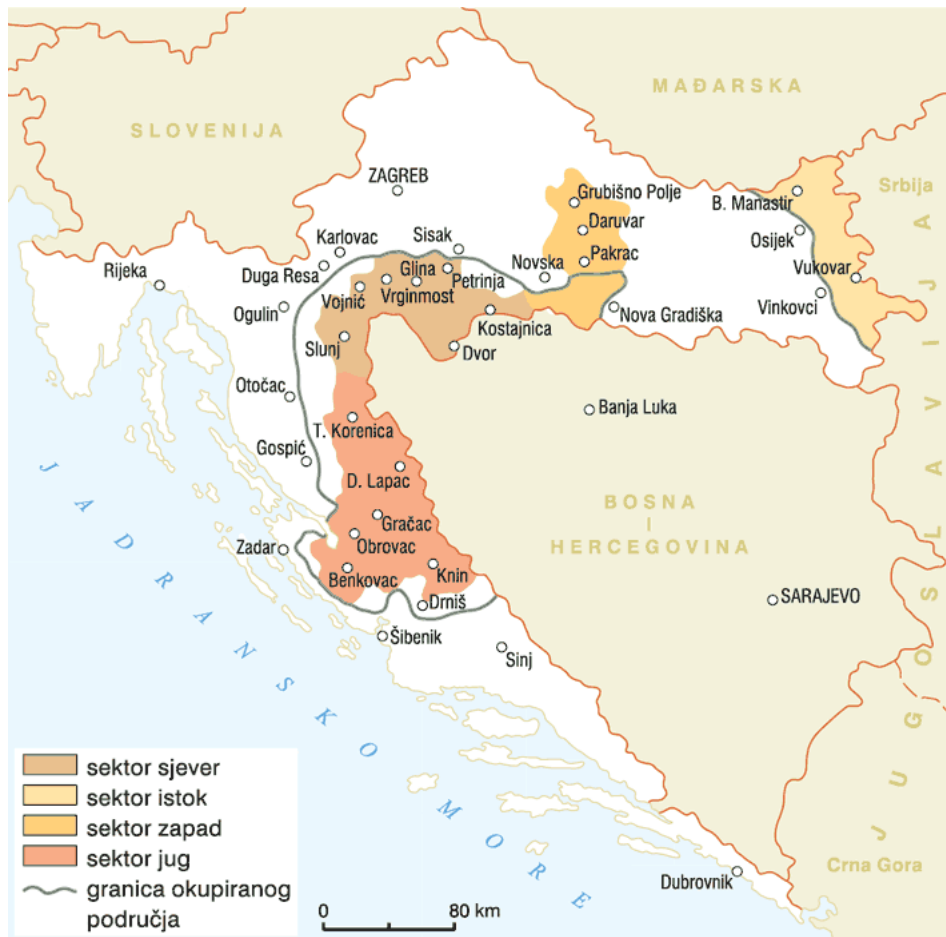 MAĐARSKA
SLOVENIJA
Srbija
ZAGREB
Grubišno Polje
B. Manastir
Daruvar
Osijek
Karlovac
Sisak
Pakrac
Rijeka
Duga Resa
Glina
Petrinja
Novska
Vukovar
Vojnić
Vrginmost
Ogulin
Kostajnica
Nova Gradiška
Vinkovci
Slunj
Dvor
Otočac
Banja Luka
T. Korenica
Gospić
D. Lapac
BOSNA
I
HERCEGOVINA
Gračac
Zadar
Obrovac
Benkovac
Knin
Drniš
SARAJEVO
Šibenik
Sinj
JADRANSKO MORE
JUGOSLAVIJA
Crna Gora
Dubrovnik
sektor sjever
sektor istok
sektor zapad
sektor jug
granica okupiranog
područja
0 80 km